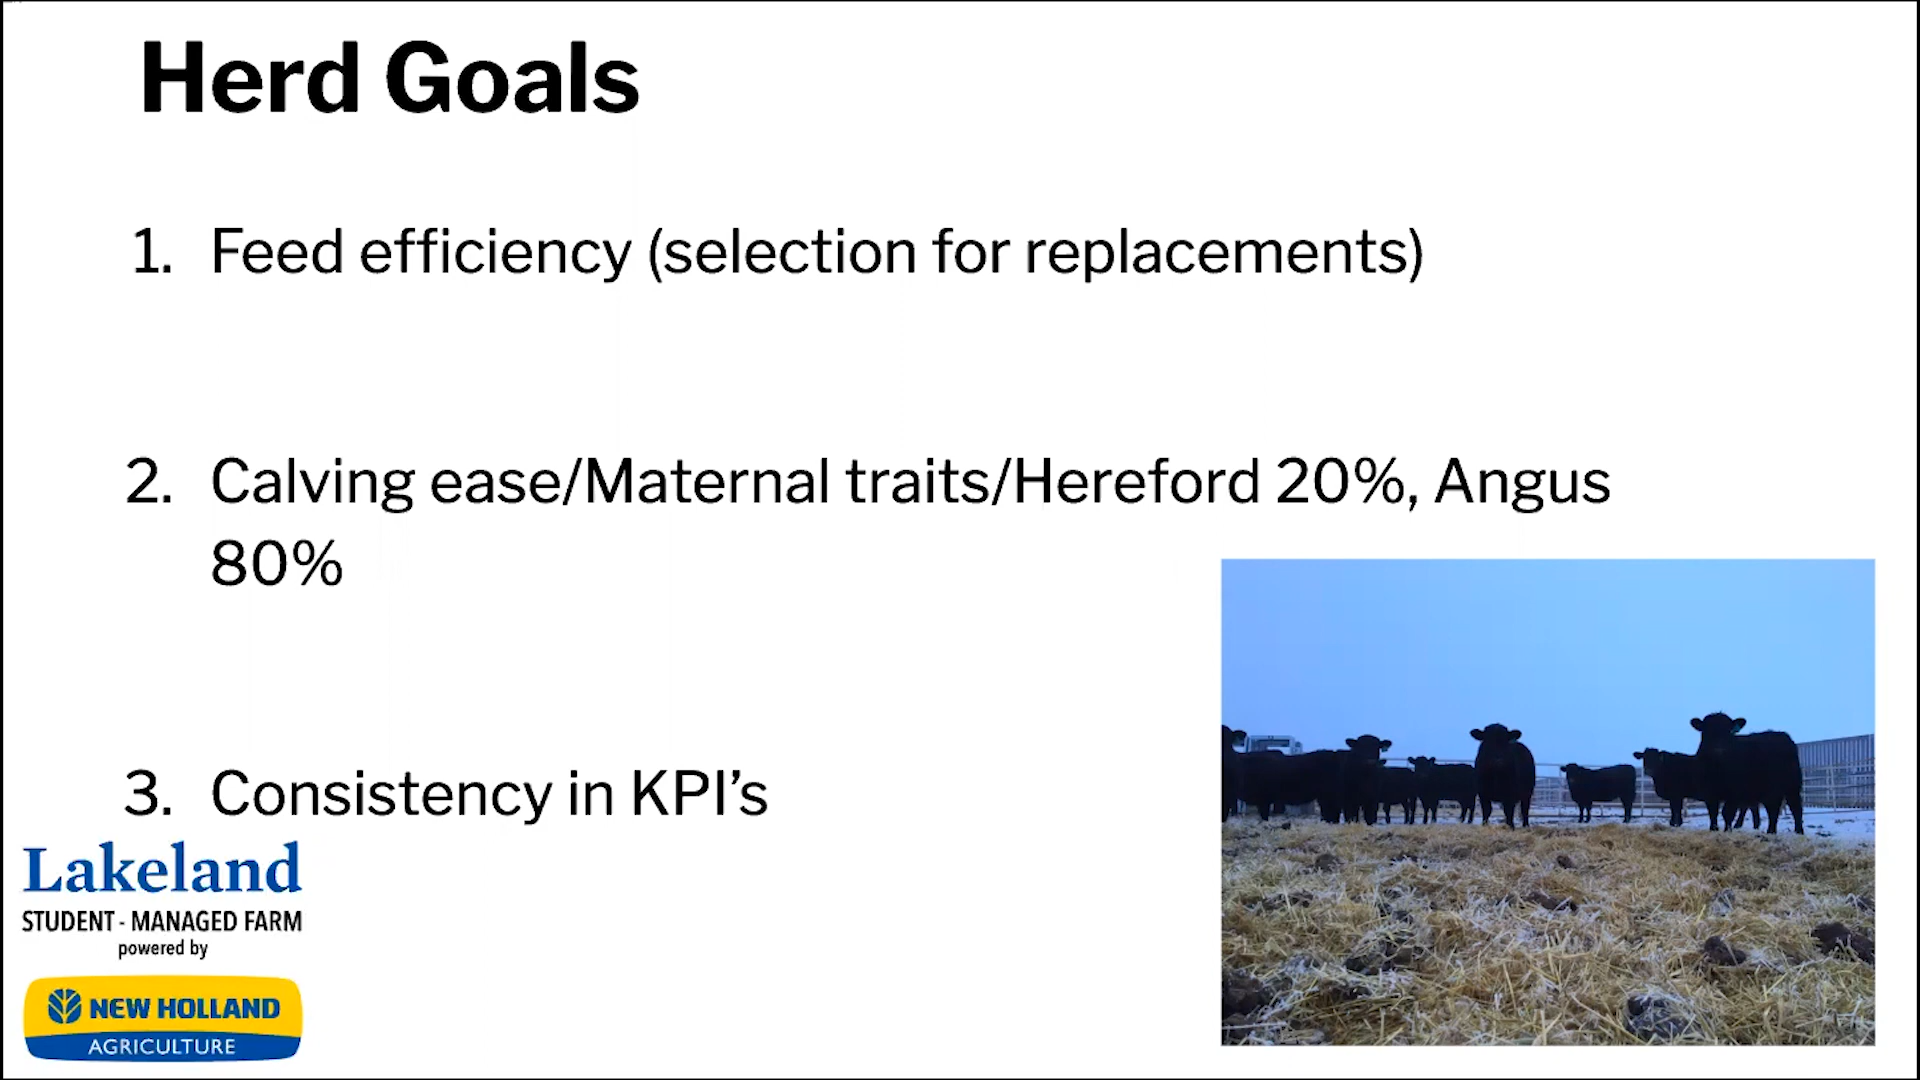 Herd Goals
1. Feed efficiency (selection for replacements)
2. Calving ease/Maternal traits/Hereford 20%, Angus
80%
3. Consistency in KPI’s
Lakeland
STUDENT - MANAGED FARM
powered by
NEW HOLLAND
AGRICULTURE